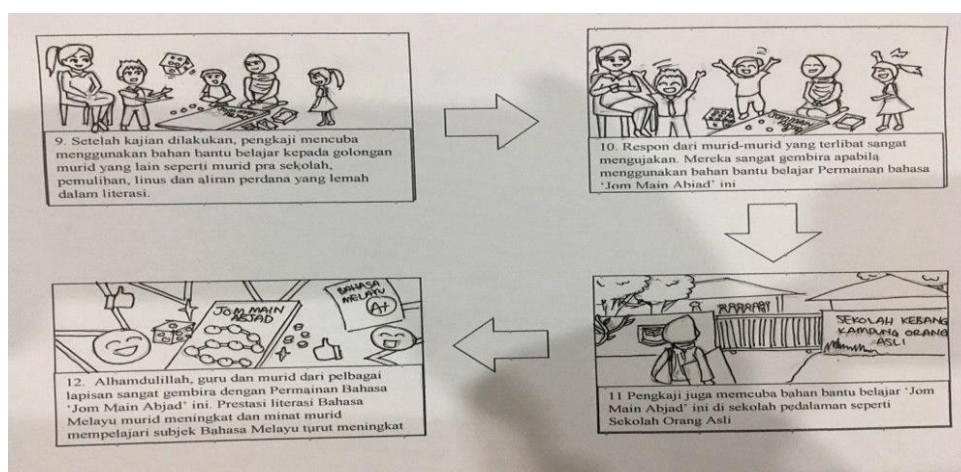 9. Setelah kajian dilakukan, pengkaji mencuba
menggunakan bahan bantu belajar kepada golongan
murid yang lain seperti murid pra sekolah,
pemulihan, linus dan aliran perdana yang lemah
dalam literasi.
10. Respon dari murid-murid yang terlibat sangat
mengujakan. Mereka sangat gembira apabila
menggunakan bahan bantu belajar Permainan bahasa
'Jom Main Abjad' ini
SEKOLAH KEBANG
KAMPUNG ORANG
ASLI
11 Pengkaji juga memcuba bahan bantu belajar 'Jom
Main Abjad' ini di sekolah pedalaman seperti
Sekolah Orang Asli
JOM MAIN
ABJAD
BAHASA
MELAYU
A+
12. Alhamdulillah, guru dan murid dari pelbagai
lapisan sangat gembira dengan Permainan Bahasa
'Jom Main Abjad' ini. Prestasi literasi Bahasa
Melayu murid meningkat dan minat murid
mempelajari subjek Bahasa Melayu turut meningkat